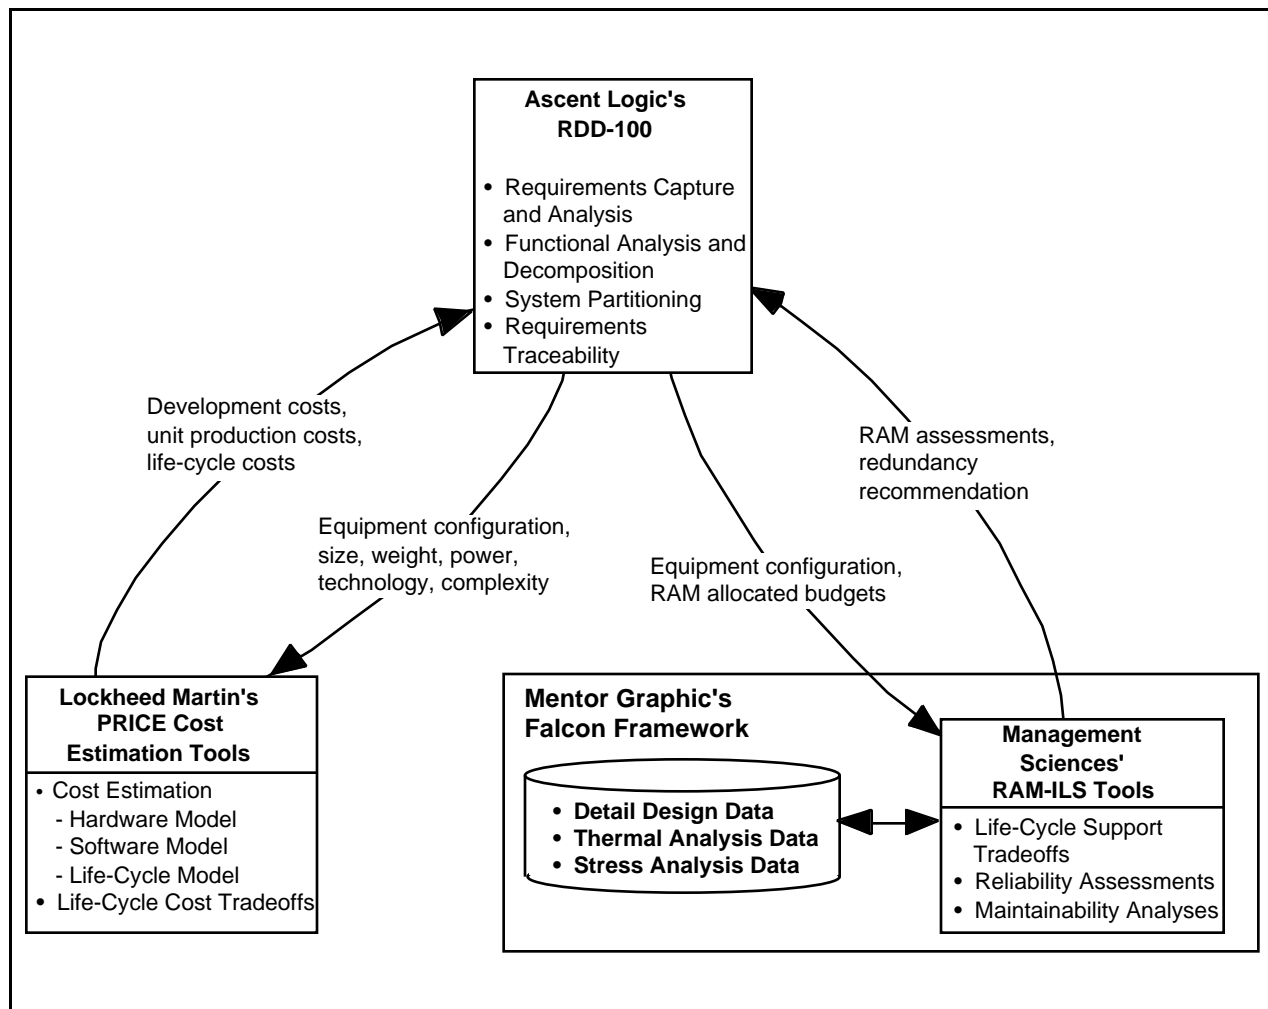 Ascent Logic's
RDD-100
• Requirements Capture
and Analysis
• Functional Analysis and
Decomposition
• System Partitioning
• Requirements
Traceability
Development costs,
unit production costs,
life-cycle costs
Equipment configuration,
size, weight, power,
technology, complexity
RAM assessments,
redundancy
recommendation
Equipment configuration,
RAM allocated budgets
Lockheed Martin's
PRICE Cost
Estimation Tools
• Cost Estimation
- Hardware Model
- Software Model
- Life-Cycle Model
• Life-Cycle Cost Tradeoffs
Mentor Graphic's
Falcon Framework
• Detail Design Data
• Thermal Analysis Data
• Stress Analysis Data
Management
Sciences'
RAM-ILS Tools
• Life-Cycle Support
Tradeoffs
• Reliability Assessments
• Maintainability Analyses